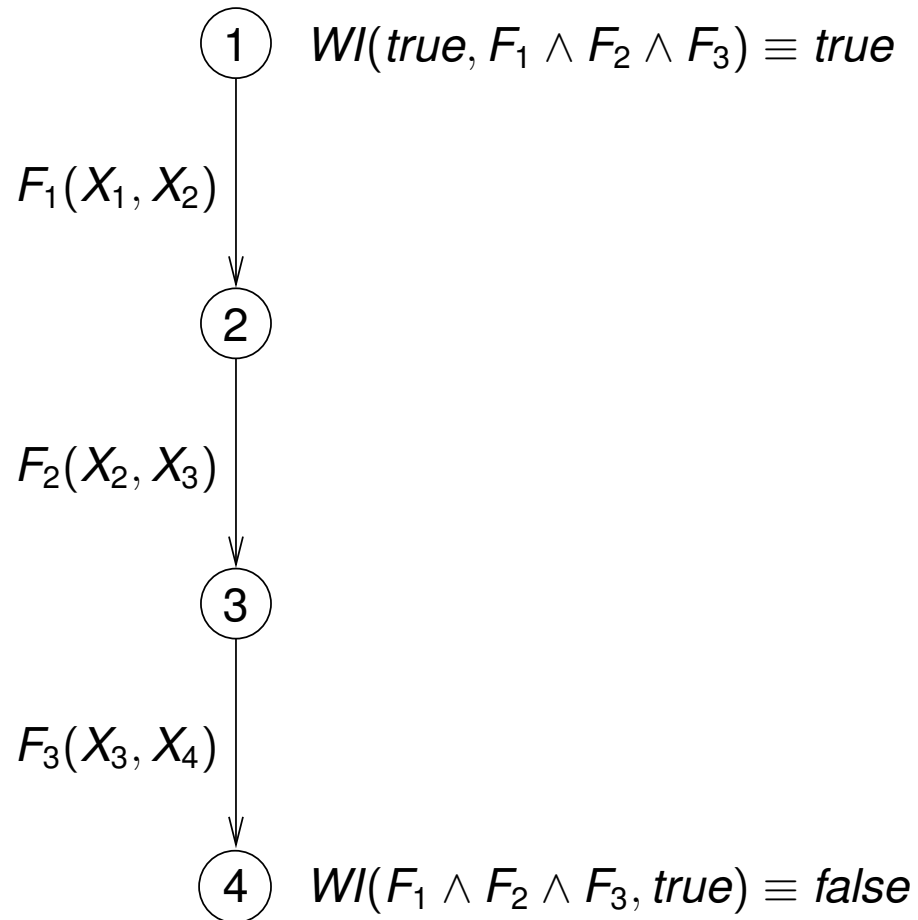 1 WI(true, F₁ ∧ F₂ ∧ F₃) ≡ true
F₁(X₁, X₂)
2
F₂(X₂, X₃)
3
F₃(X₃, X₄)
4 WI(F₁ ∧ F₂ ∧ F₃, true) ≡ false